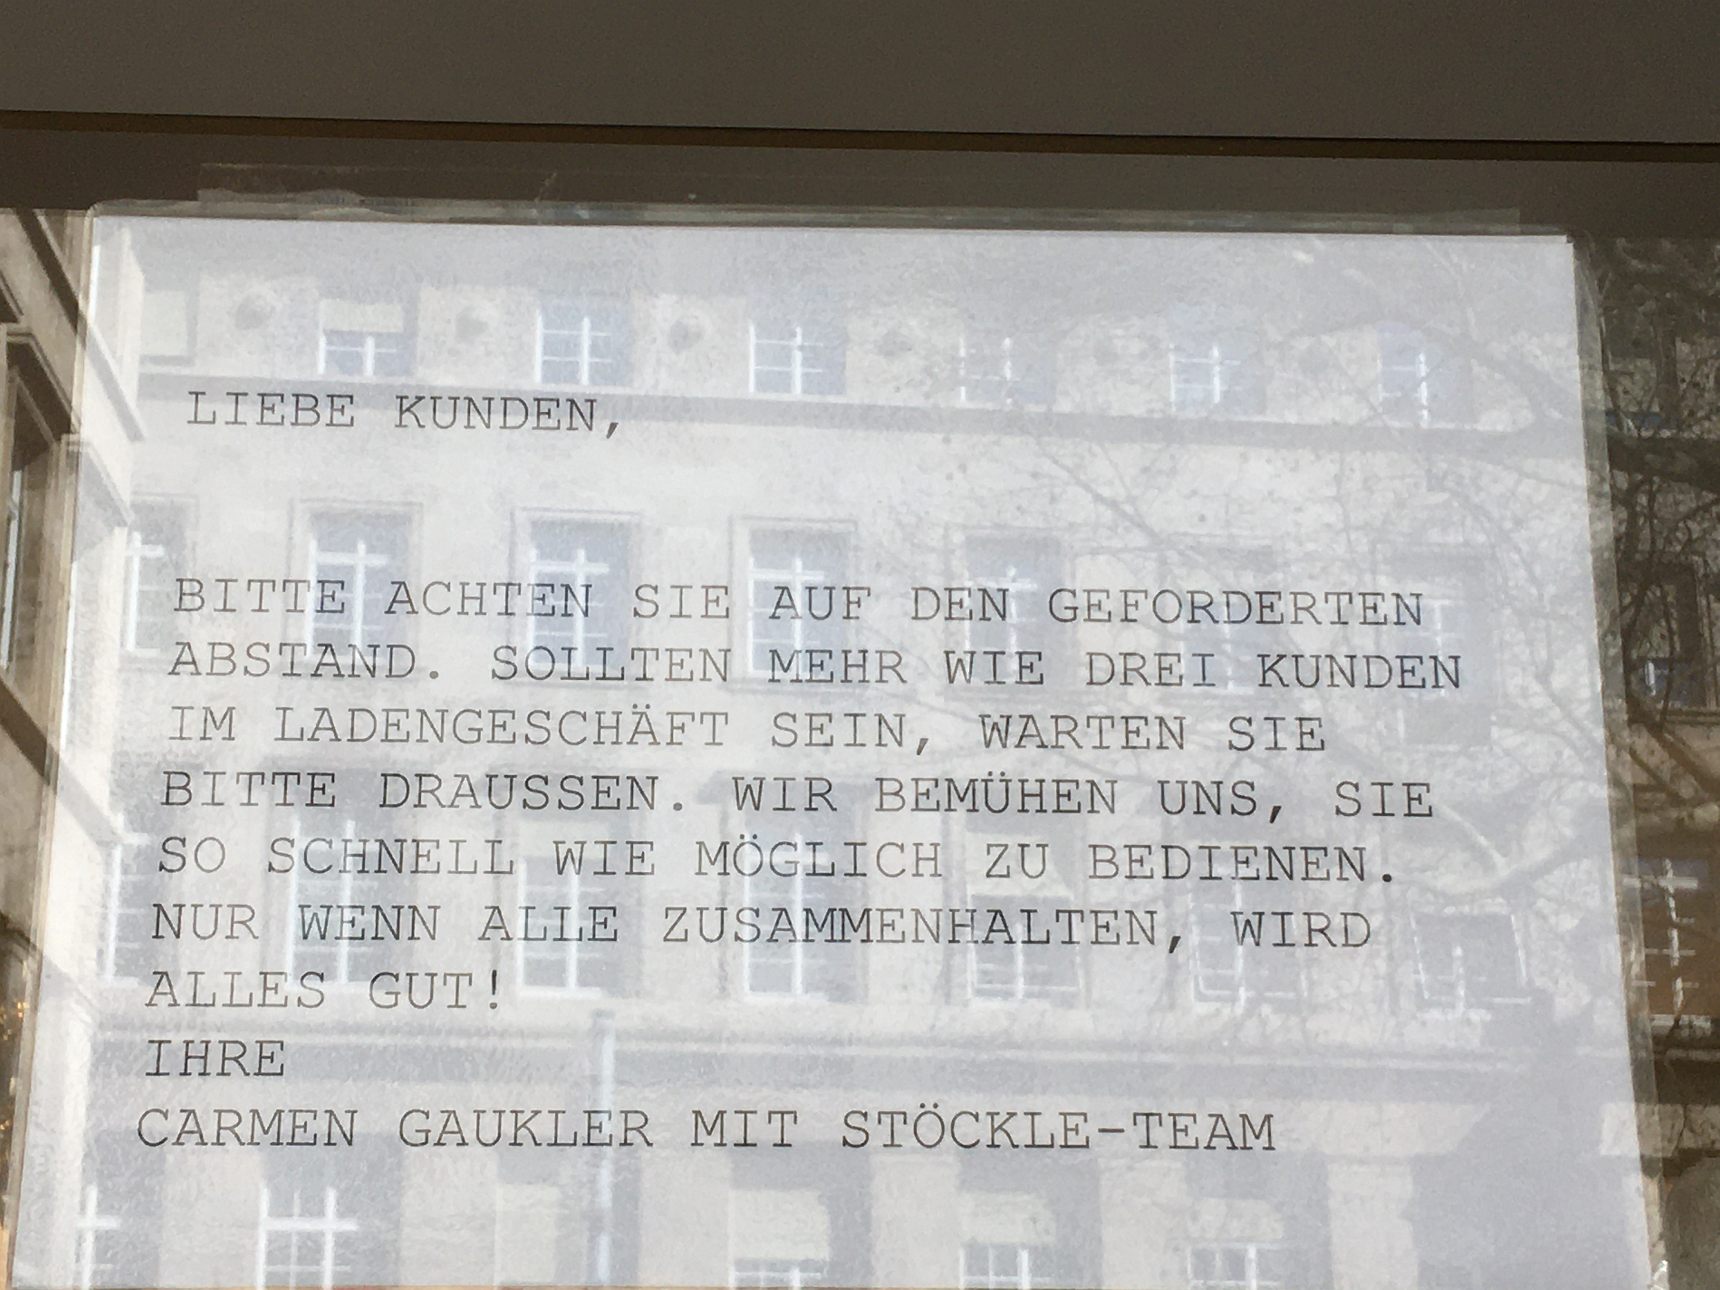 LIEBE KUNDEN,
BITTE ACHTEN SIE AUF DEN GEFORDERTEN
ABSTAND. SOLLTEN MEHR WIE DREI KUNDEN
IM LADENGESCHÄFT SEIN, WARTEN SIE
BITTE DRAUSSEN. WIR BEMÜHEN UNS, SIE
SO SCHNELL WIE MÖGLICH ZU BEDIENEN.
NUR WENN ALLE ZUSAMMENHALTEN, WIRD
ALLES GUT!
IHRE
CARMEN GAUKLER MIT STÖCKLE-TEAM